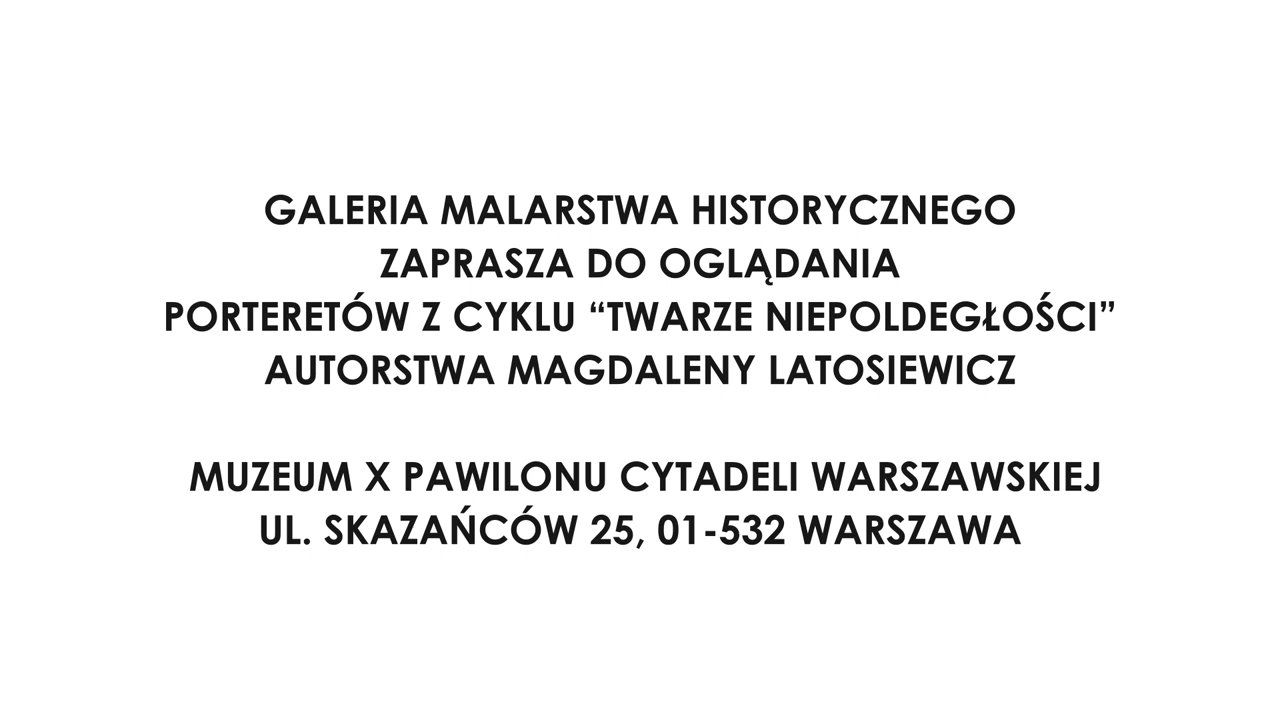 GALERIA MALARSTWA HISTORYCZNEGO
ZAPRASZA DO OGLĄDANIA
PORTERETÓW Z CYKLU “TWARZE NIEPOLDEGŁOŚCI”
AUTORSTWA MAGDALENY LATOSIEWICZ
MUZEUM X PAWILONU CYTADELI WARSZAWSKIEJ
UL. SKAZAŃCÓW 25, 01-532 WARSZAWA